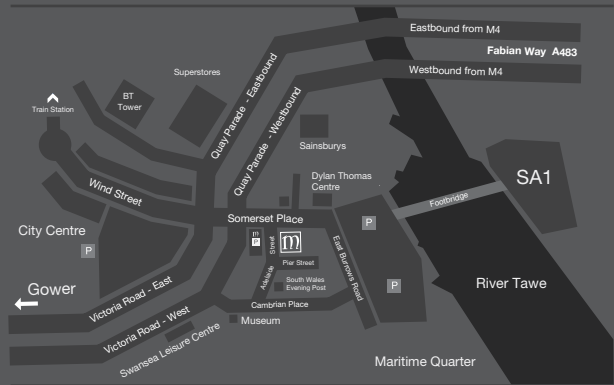 Eastbound from M4
Fabian Way A483
Westbound from M4
Quay Parade - Eastbound
Quay Parade - Westbound
Superstores
BT
Tower
Train Station
Sainsburys
Dylan Thomas
Centre
Wind Street
Footbridge
SA1
City Centre
P
Somerset Place
P
m
P
m
Adelaide Street
Pier Street
East Burrows Road
South Wales
Evening Post
P
River Tawe
Gower
Victoria Road - East
Cambrian Place
Victoria Road - West
Museum
Swansea Leisure Centre
Maritime Quarter